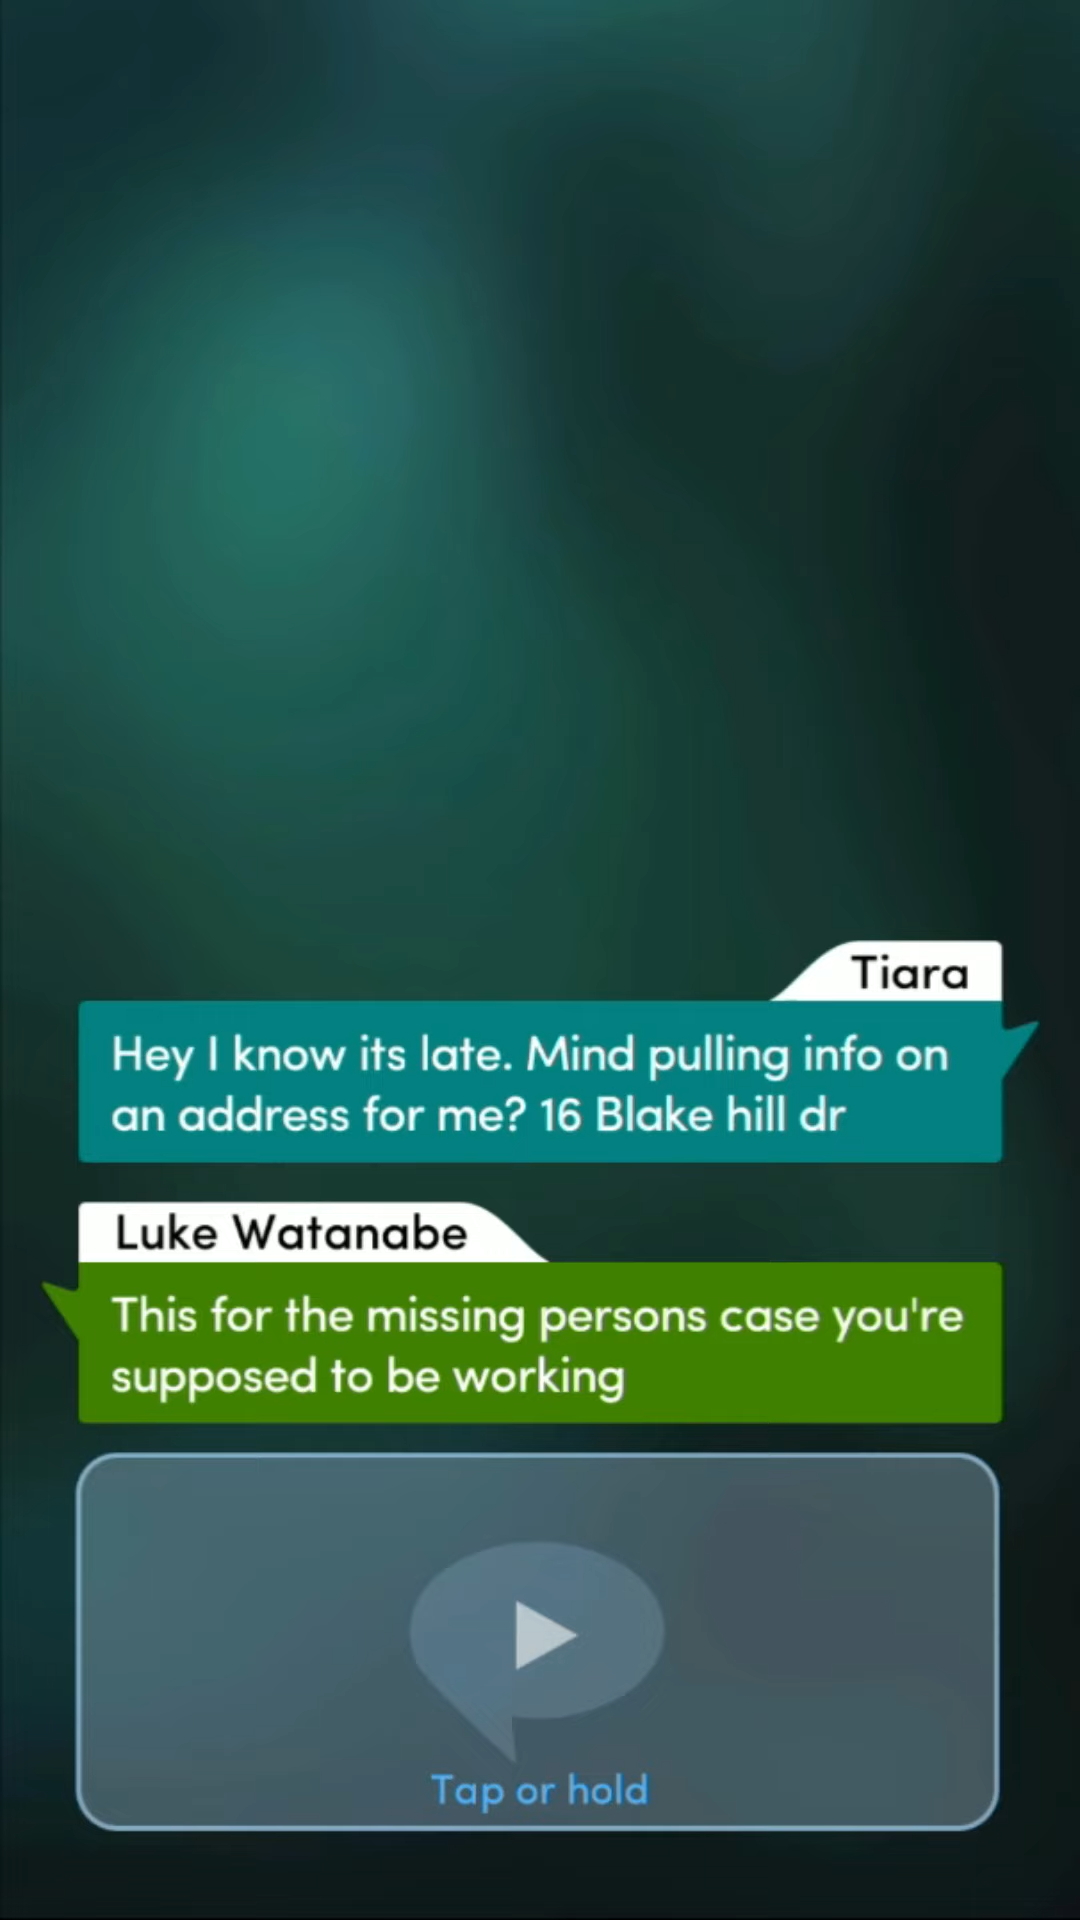 Tiara
Hey I know its late. Mind pulling info on
an address for me? 16 Blake hill dr
Luke Watanabe
This for the missing persons case you're
supposed to be working
Tap or hold